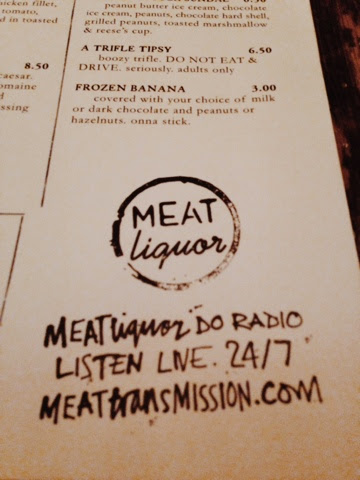 peanut butter ice cream, chocolate
ice cream, peanuts, chocolate hard shell,
grilled peanuts, toasted marshmallow
& reese's cup.
A TRIFLE TIPSY 6.50
boozy trifle. DO NOT EAT &
DRIVE. seriously. adults only
FROZEN BANANA 3.00
covered with your choice of milk
or dark chocolate and peanuts or
hazelnuts. onna stick.
fillet,
tomato,
in toasted
8.50
caesar.
MEAT
liquor
MEATliquor DO RADIO
LISTEN LIVE. 24/7
MEATtransMISSION.com